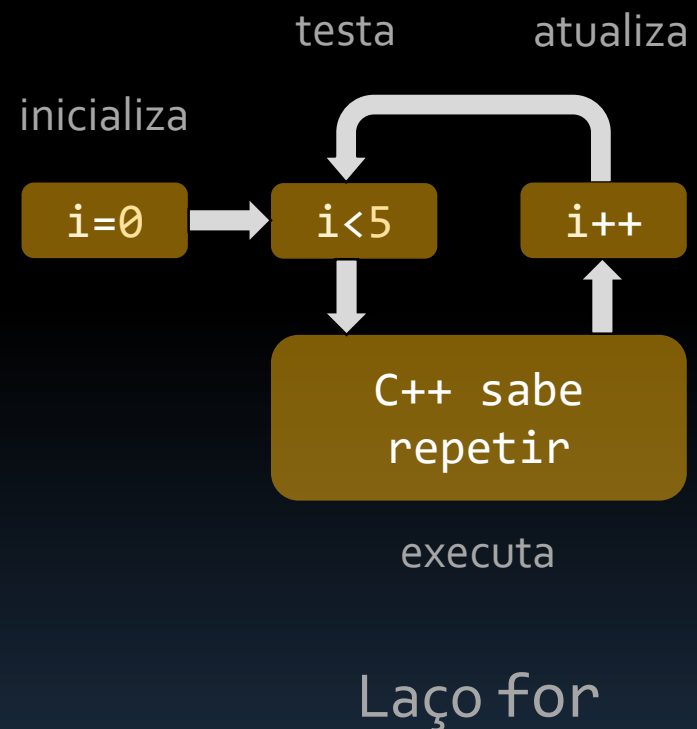 testa
atualiza
inicializa
i=0
i<5
i++
C++ sabe
repetir
executa
Laço for